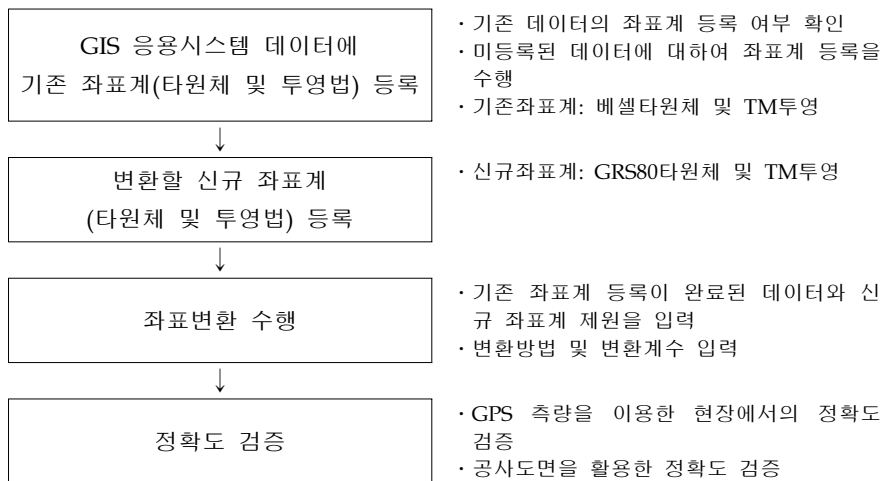 GIS 응용시스템 데이터에
기존 좌표계(타원체 및 투영법) 등록
· 기존 데이터의 좌표계 등록 여부 확인
· 미등록된 데이터에 대하여 좌표계 등록을
수행
· 기존좌표계: 베셀타원체 및 TM투영
↓
변환할 신규 좌표계
(타원체 및 투영법) 등록
· 신규좌표계: GRS80타원체 및 TM투영
↓
좌표변환 수행
· 기존 좌표계 등록이 완료된 데이터와 신
규 좌표계 제원을 입력
· 변환방법 및 변환계수 입력
↓
정확도 검증
· GPS 측량을 이용한 현장에서의 정확도
검증
· 공사도면을 활용한 정확도 검증